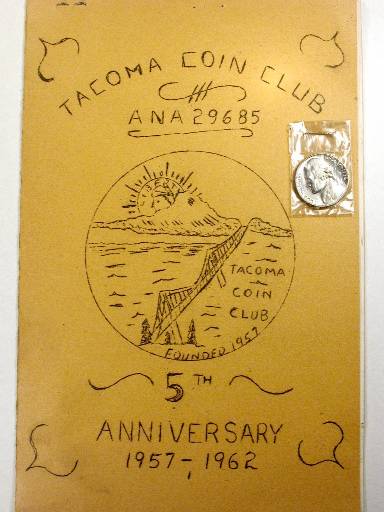 TACOMA COIN CLUB
ANA 29685
LIBERTY
TACOMA
COIN
CLUB
FOUNDED 1957
5TH
ANNIVERSARY
1957-1962